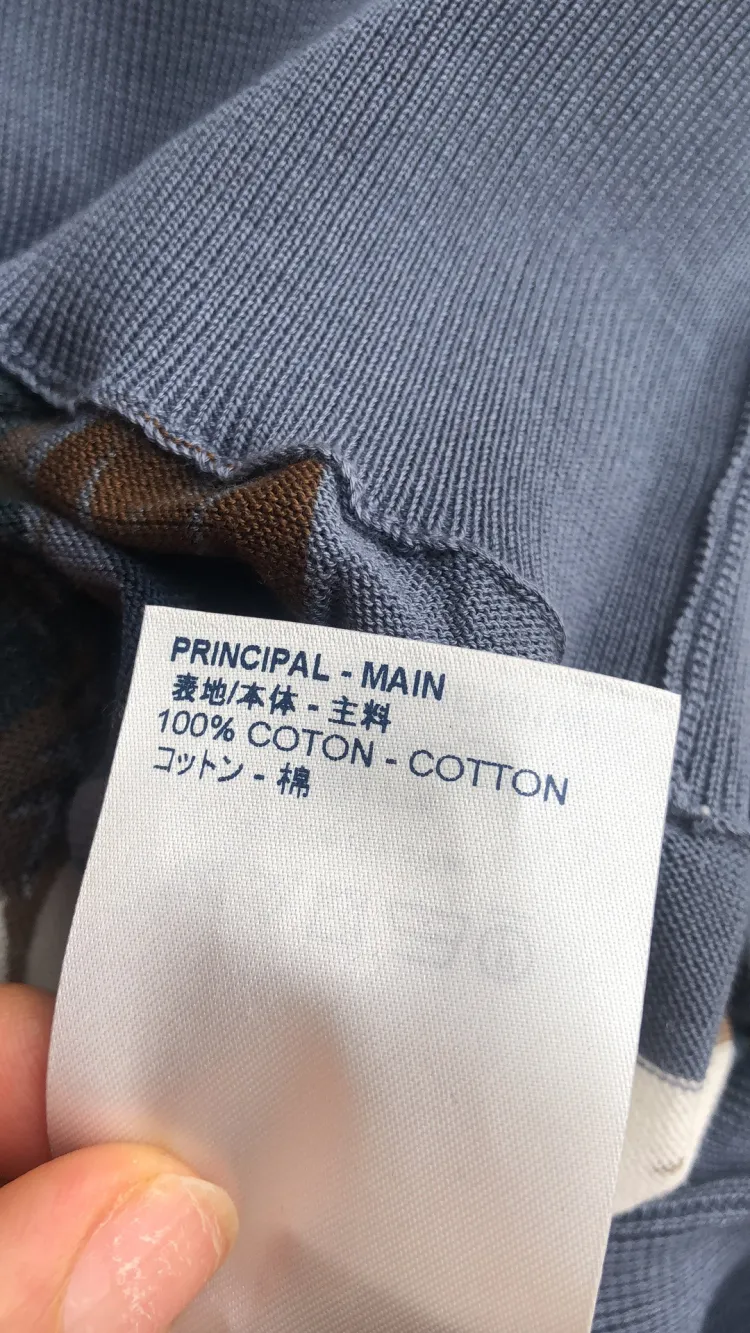 PRINCIPAL - MAIN
表地/本体 - 主料
100% COTON - COTTON
コットン - 棉